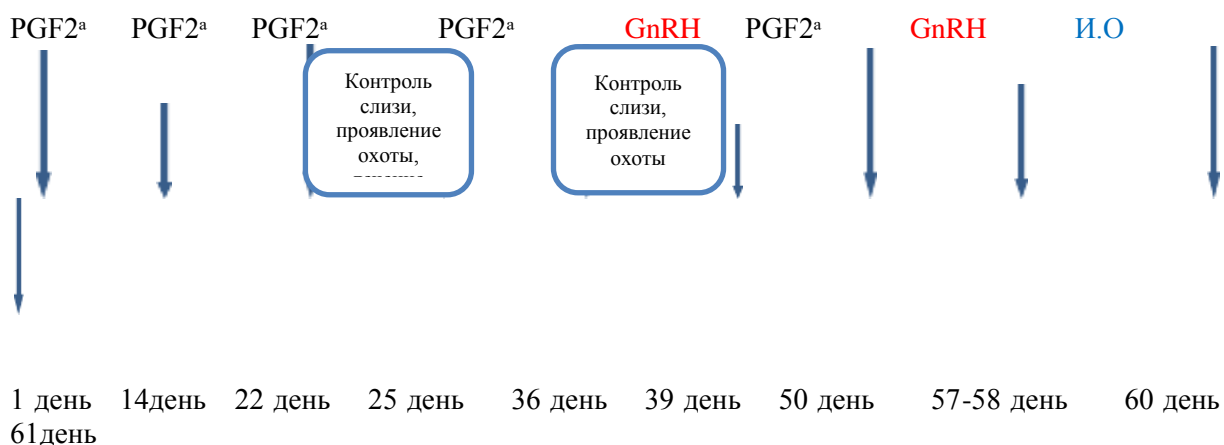 PGF2ᵃ PGF2ᵃ PGF2ᵃ PGF2ᵃ GnRH PGF2ᵃ GnRH И.О
Контроль
слизи,
проявление
охоты,
Контроль
слизи,
проявление
охоты
1 день 14день 22 день 25 день 36 день 39 день 50 день 57-58 день 60 день
61день